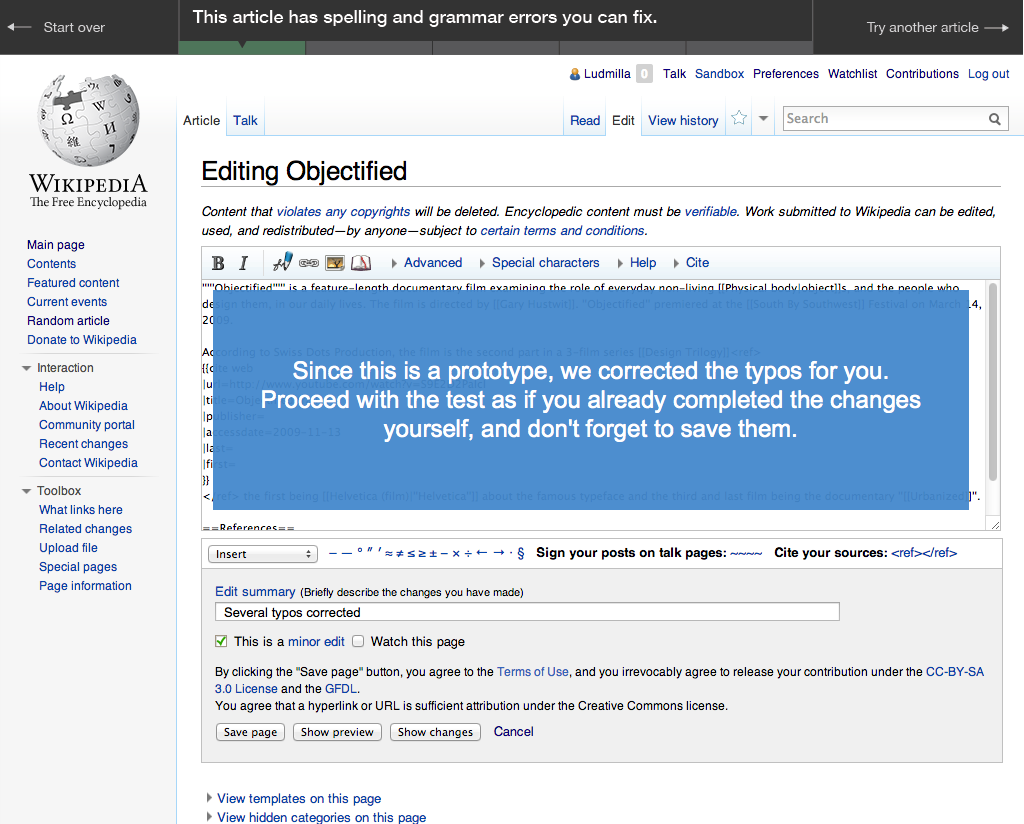 Start over
This article has spelling and grammar errors you can fix.
Try another article
Ludmilla 0 Talk Sandbox Preferences Watchlist Contributions Log out
Article Talk Read Edit View history Search
WIKIPEDIA
The Free Encyclopedia
Main page
Contents
Featured content
Current events
Random article
Donate to Wikipedia
Interaction
Help
About Wikipedia
Community portal
Recent changes
Contact Wikipedia
Toolbox
What links here
Related changes
Upload file
Special pages
Page information
Editing Objectified
Content that violates any copyrights will be deleted. Encyclopedic content must be verifiable. Work submitted to Wikipedia can be edited,
used, and redistributed—by anyone—subject to certain terms and conditions.
B I Advanced Special characters Help Cite
"""Objectified""" is a feature-length documentary film examining the role of everyday non-living [[Physical body|object]]s, and the people who
design them, in our daily lives. The film is directed by [[Gary Hustwit]]. "Objectified" premiered at the [[South By Southwest]] Festival on March 14,
2009.
According to Swiss Dots Production, the film is the second part in a 3-film series [[Design Trilogy]]<ref>
{{cite web
|title=Obje
|publisher=
|accessdate=2009-11-13
|last=
|first=
}}
</ref> the first being [[Helvetica (film)|"Helvetica"]] about the famous typeface and the third and last film being the documentary "[[Urbanized]]".
==References==
Since this is a prototype, we corrected the typos for you.
Proceed with the test as if you already completed the changes
yourself, and don't forget to save them.
Insert – — ° ″ ′ ≈ ≠ ≤ ≥ ± − × ÷ ← → · § Sign your posts on talk pages: ~~~~ Cite your sources: <ref></ref>
Edit summary (Briefly describe the changes you have made)
Several typos corrected
This is a minor edit Watch this page
By clicking the "Save page" button, you agree to the Terms of Use, and you irrevocably agree to release your contribution under the CC-BY-SA
3.0 License and the GFDL.
You agree that a hyperlink or URL is sufficient attribution under the Creative Commons license.
Save page Show preview Show changes Cancel
View templates on this page
View hidden categories on this page